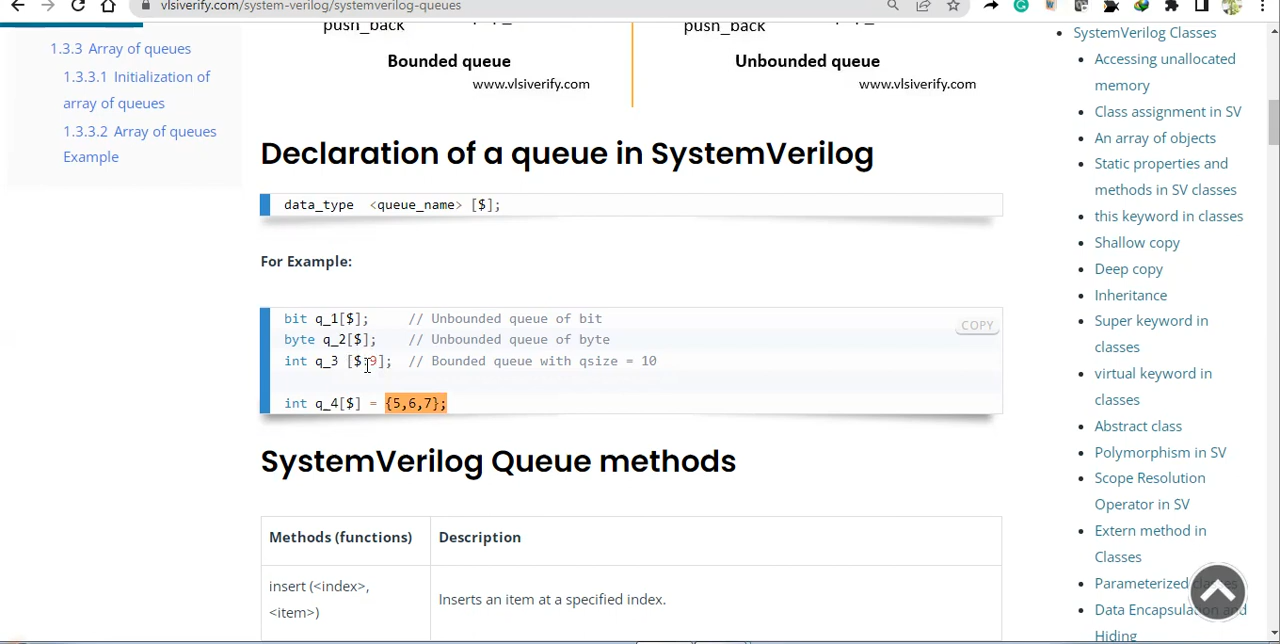 vlsiverify.com/system-verilog/systemverilog-queues
1.3.3 Array of queues
1.3.3.1 Initialization of
array of queues
1.3.3.2 Array of queues
Example
push_back
push_back
Bounded queue
Unbounded queue
www.vlsiverify.com
www.vlsiverify.com
Declaration of a queue in SystemVerilog
data_type <queue_name> [$];
For Example:
COPY
bit q_1[$]; // Unbounded queue of bit
byte q_2[$]; // Unbounded queue of byte
int q_3 [$:9]; // Bounded queue with qsize = 10
int q_4[$] = {5,6,7};
SystemVerilog Queue methods
Methods (functions) Description
insert (<index>,
<item>)
Inserts an item at a specified index.
SystemVerilog Classes
Accessing unallocated
memory
Class assignment in SV
An array of objects
Static properties and
methods in SV classes
this keyword in classes
Shallow copy
Deep copy
Inheritance
Super keyword in
classes
virtual keyword in
classes
Abstract class
Polymorphism in SV
Scope Resolution
Operator in SV
Extern method in
Classes
Parameterized
Data Encapsulation and
Hiding